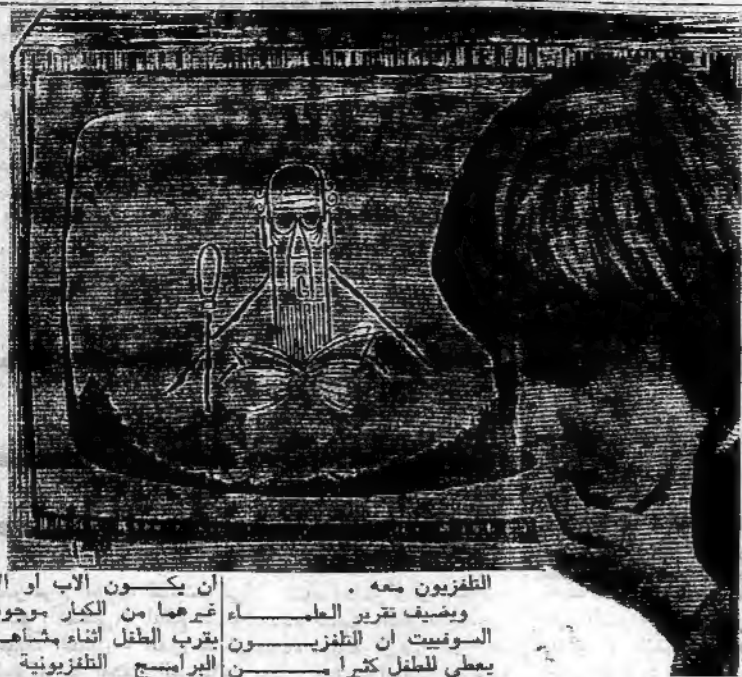 التلفزيون معه .
ويضيف تقرير العلماء
السوفييت ان التلفزيون
يعطي للطفل كثيرا من
ان يكون الاب او
غيرهما من الكبار
بقرب الطفل اثناء
البرامج التلفزيونية